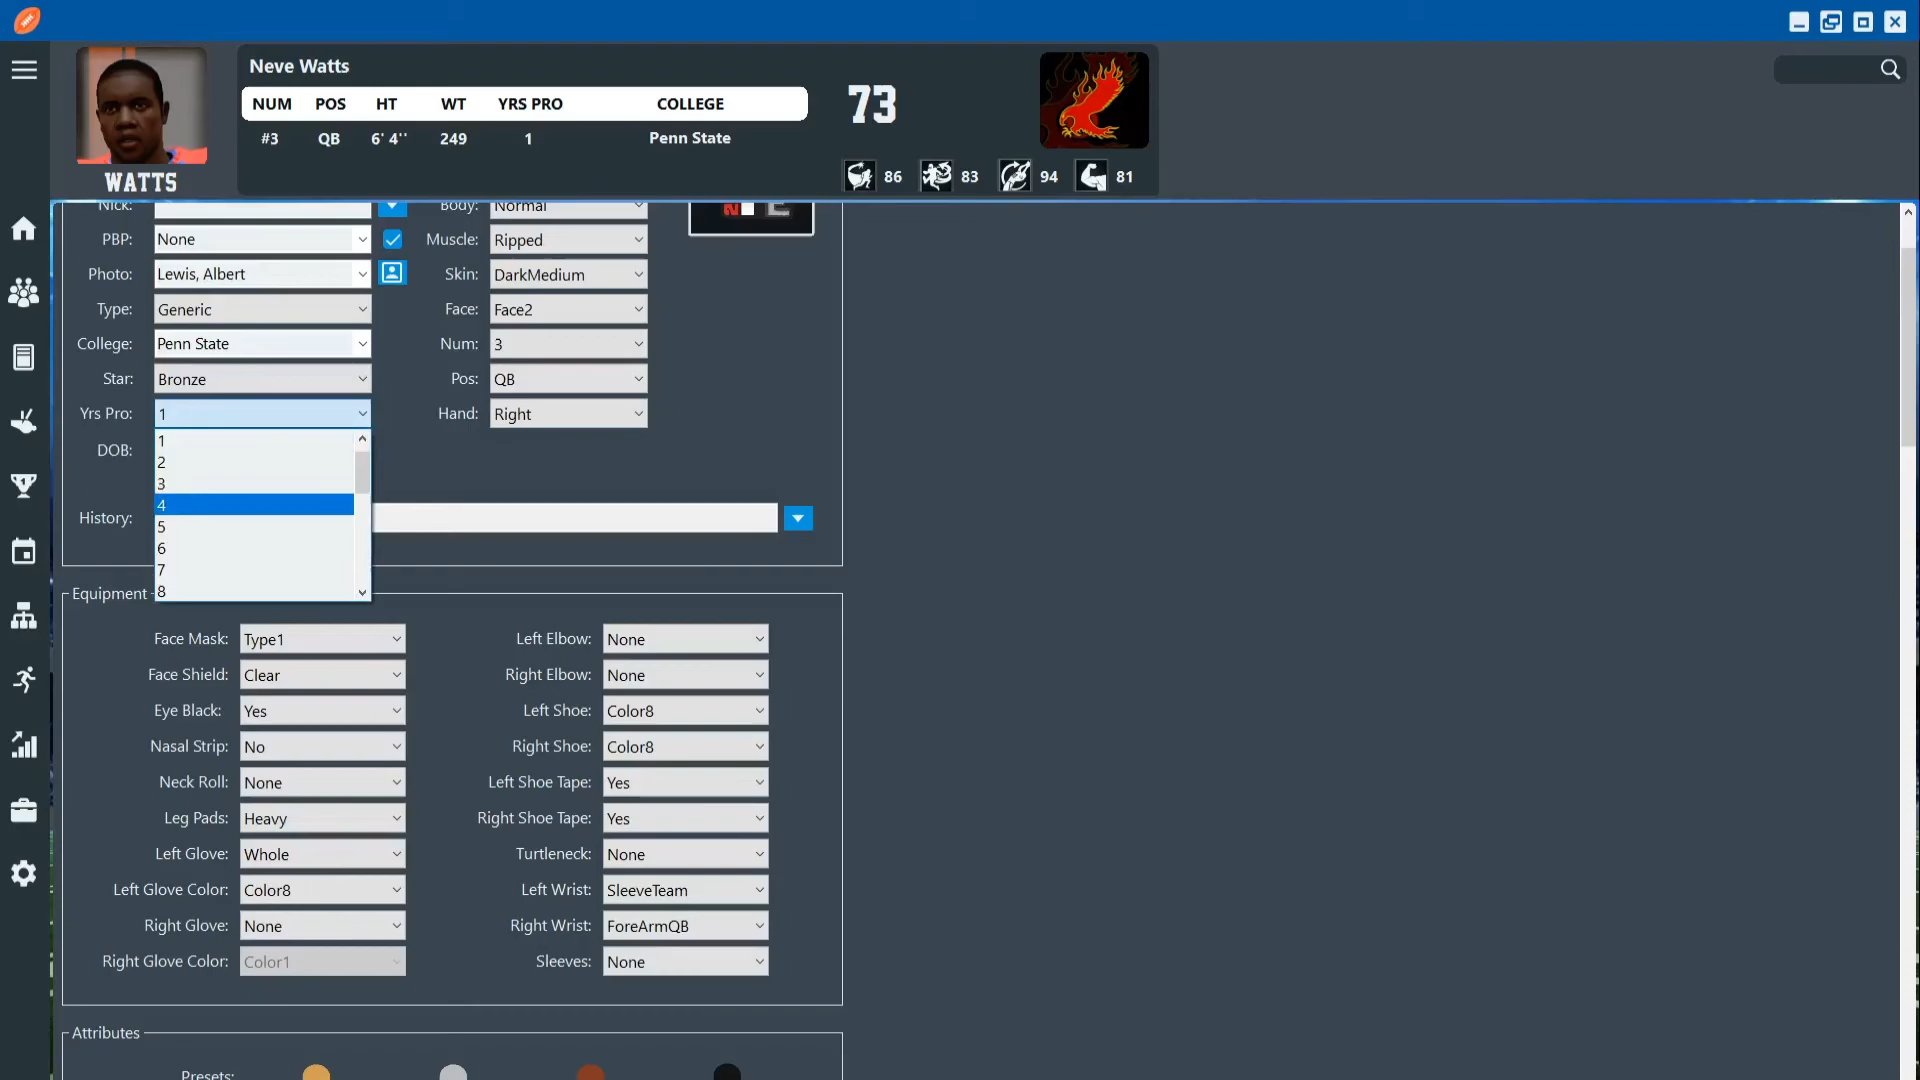 Neve Watts
NUM POS HT WT YRS PRO COLLEGE
#3 QB 6' 4'' 249 1 Penn State
73
86 83 94 81
WATTS
Nick:
Body: Normal
PBP: None
Muscle: Ripped
Photo: Lewis, Albert
Skin: DarkMedium
Type: Generic
Face: Face2
College: Penn State
Num: 3
Star: Bronze
Pos: QB
Yrs Pro: 1
Hand: Right
1
2
3
4
5
6
7
8
DOB:
History:
Equipment
Face Mask: Type1
Left Elbow: None
Face Shield: Clear
Right Elbow: None
Eye Black: Yes
Left Shoe: Color8
Nasal Strip: No
Right Shoe: Color8
Neck Roll: None
Left Shoe Tape: Yes
Leg Pads: Heavy
Right Shoe Tape: Yes
Left Glove: Whole
Turtleneck: None
Left Glove Color: Color8
Left Wrist: SleeveTeam
Right Glove: None
Right Wrist: ForeArmQB
Right Glove Color: Color1
Sleeves: None
Attributes
Presets: